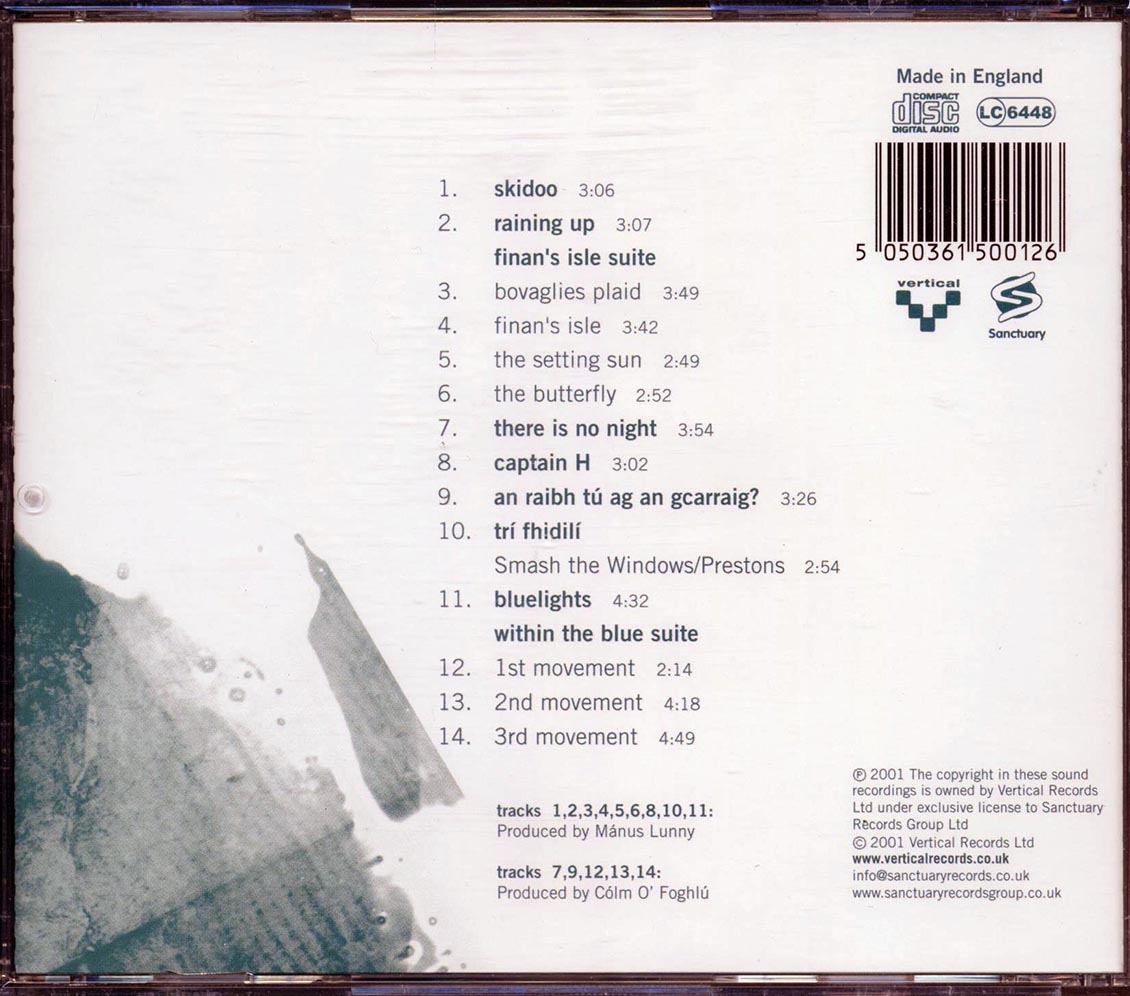 Made in England
COMPACT
disc
DIGITAL AUDIO
LC 6448
5 050361 500126
vertical
Sanctuary
1. skidoo 3:06
2. raining up 3:07
finan's isle suite
3. bovaglies plaid 3:49
4. finan's isle 3:42
5. the setting sun 2:49
6. the butterfly 2:52
7. there is no night 3:54
8. captain H 3:02
9. an raibh tú ag an gcarraig? 3:26
10. trí fhidilí
Smash the Windows/Prestons 2:54
11. bluelights 4:32
within the blue suite
12. 1st movement 2:14
13. 2nd movement 4:18
14. 3rd movement 4:49
tracks 1,2,3,4,5,6,8,10,11:
Produced by Mánus Lunny
tracks 7,9,12,13,14:
Produced by Cólm O' Foghlú
℗ 2001 The copyright in these sound
recordings is owned by Vertical Records
Ltd under exclusive license to Sanctuary
Records Group Ltd
© 2001 Vertical Records Ltd
www.verticalrecords.co.uk
info@sanctuaryrecords.co.uk
www.sanctuaryrecordsgroup.co.uk